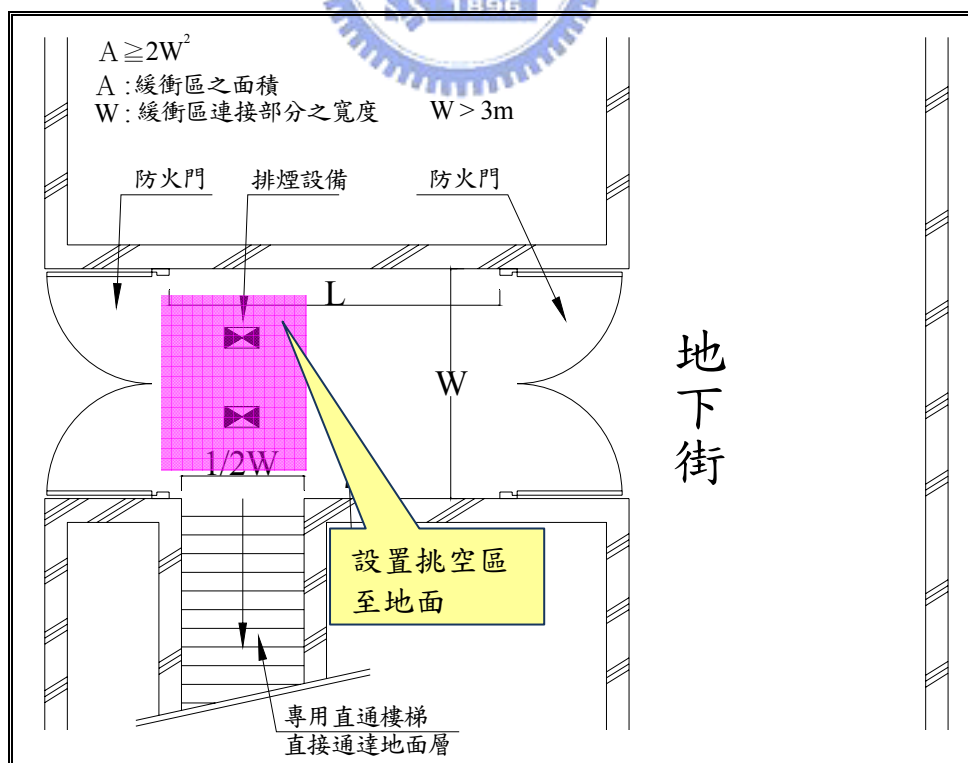 1896
A≧2W²
A:緩衝區之面積
W:緩衝區連接部分之寬度 W>3m
防火門 排煙設備 防火門
L
W
地下街
1/2W
設置挑空區
至地面
專用直通樓梯
直接通達地面層